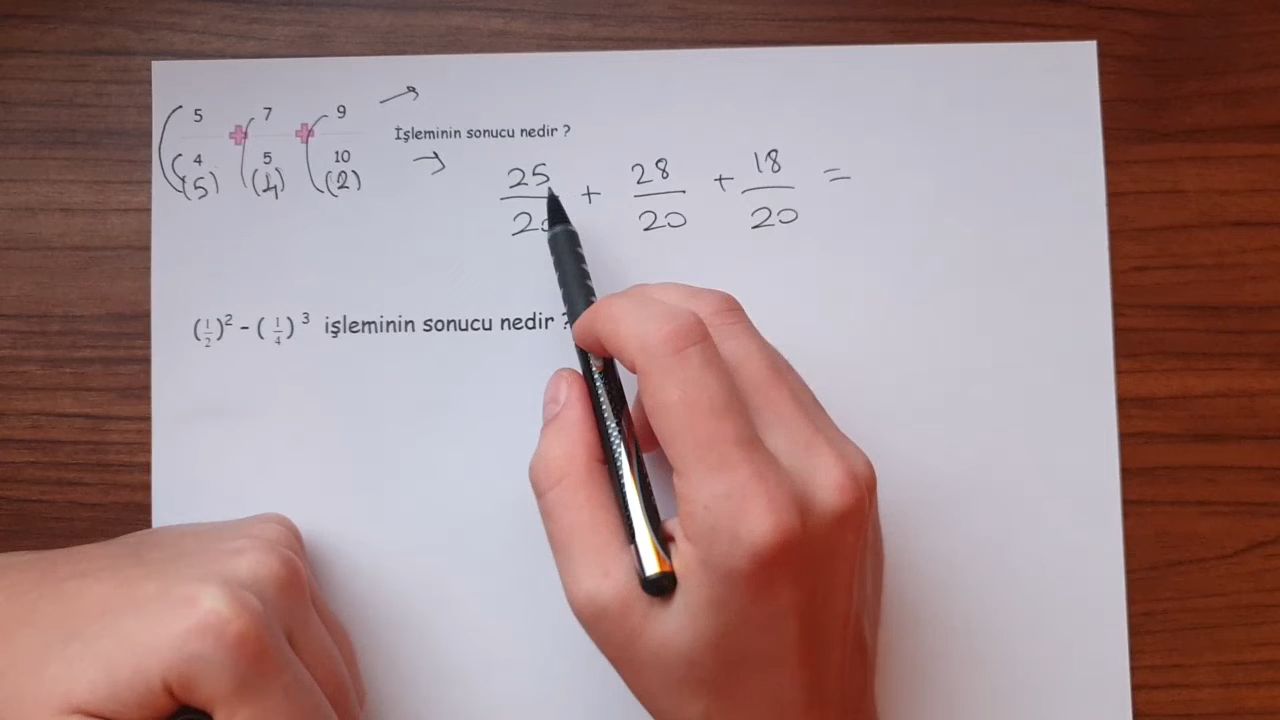 5 + 7 + 9
İşleminin sonucu nedir ?
4 5 10
(5) (4) (2)
25 + 28 + 18 =
20 20 20
(1/2)² - (1/4)³ işleminin sonucu nedir ?